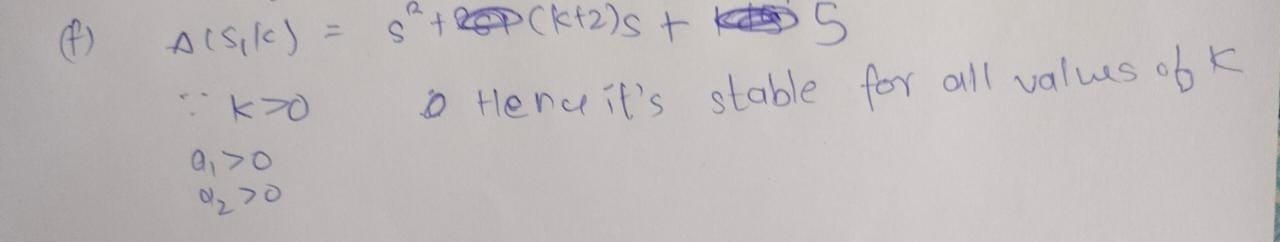 (f) Δ(s,k) = s² + (k+2)s + 5
∵ k>0 Hence it's stable for all values of k
a₁>0
a₂>0